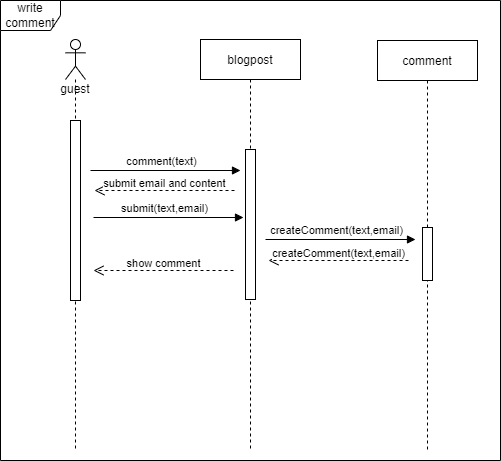 write
comment
guest
blogpost
comment
comment(text)
submit email and content
submit(text,email)
createComment(text,email)
createComment(text,email)
show comment